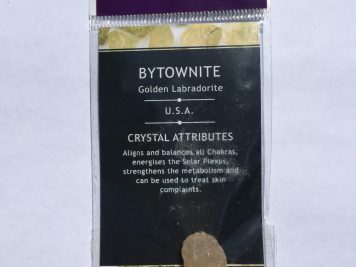 BYTOWNITE
Golden Labradorite
U.S.A.
CRYSTAL ATTRIBUTES
Aligns and balances all Chakras,
energises the Solar Plexus,
strengthens the metabolism and
can be used to treat skin
complaints.